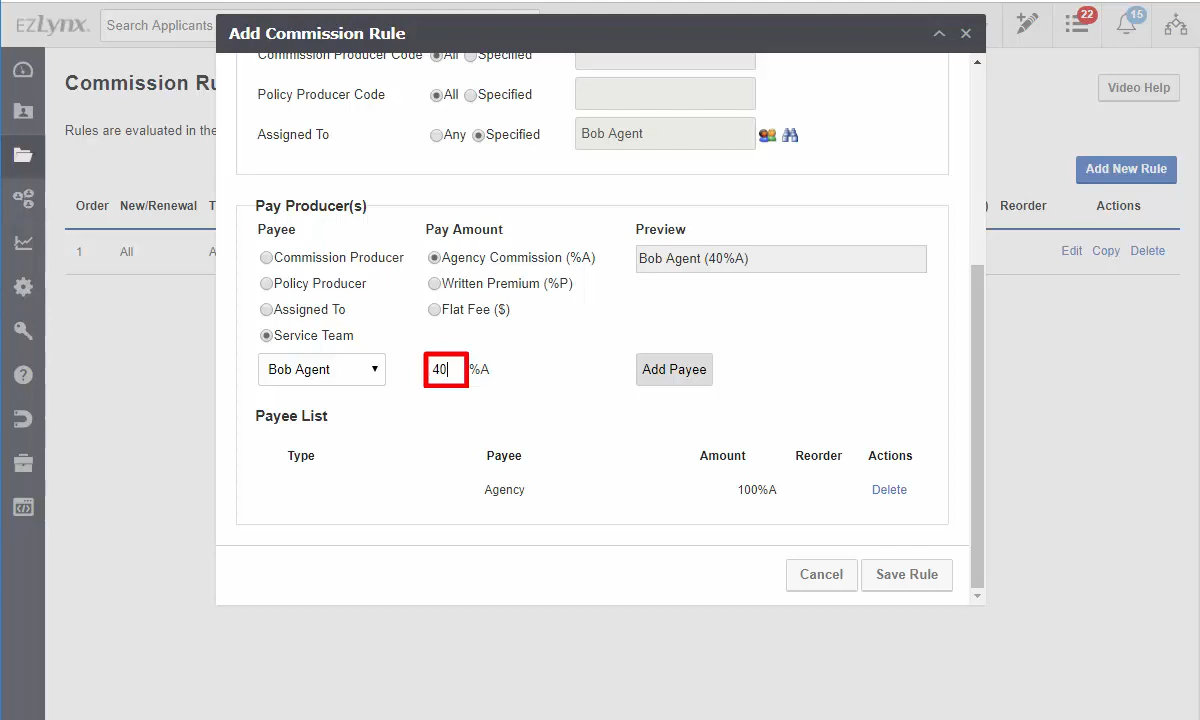 EZLynx.
Search Applicants
22
15
Add Commission Rule
Commission Producer Code All Specified
Policy Producer Code All Specified
Assigned To Any Specified Bob Agent
Commission Ru
Video Help
Rules are evaluated in the
Add New Rule
Order New/Renewal T ) Reorder Actions
1 All A Edit Copy Delete
Pay Producer(s)
Payee Pay Amount Preview
Commission Producer Agency Commission (%A) Bob Agent (40%A)
Policy Producer Written Premium (%P)
Assigned To Flat Fee ($)
Service Team
Bob Agent 40 %A Add Payee
Payee List
Type Payee Amount Reorder Actions
Agency 100%A Delete
Cancel Save Rule